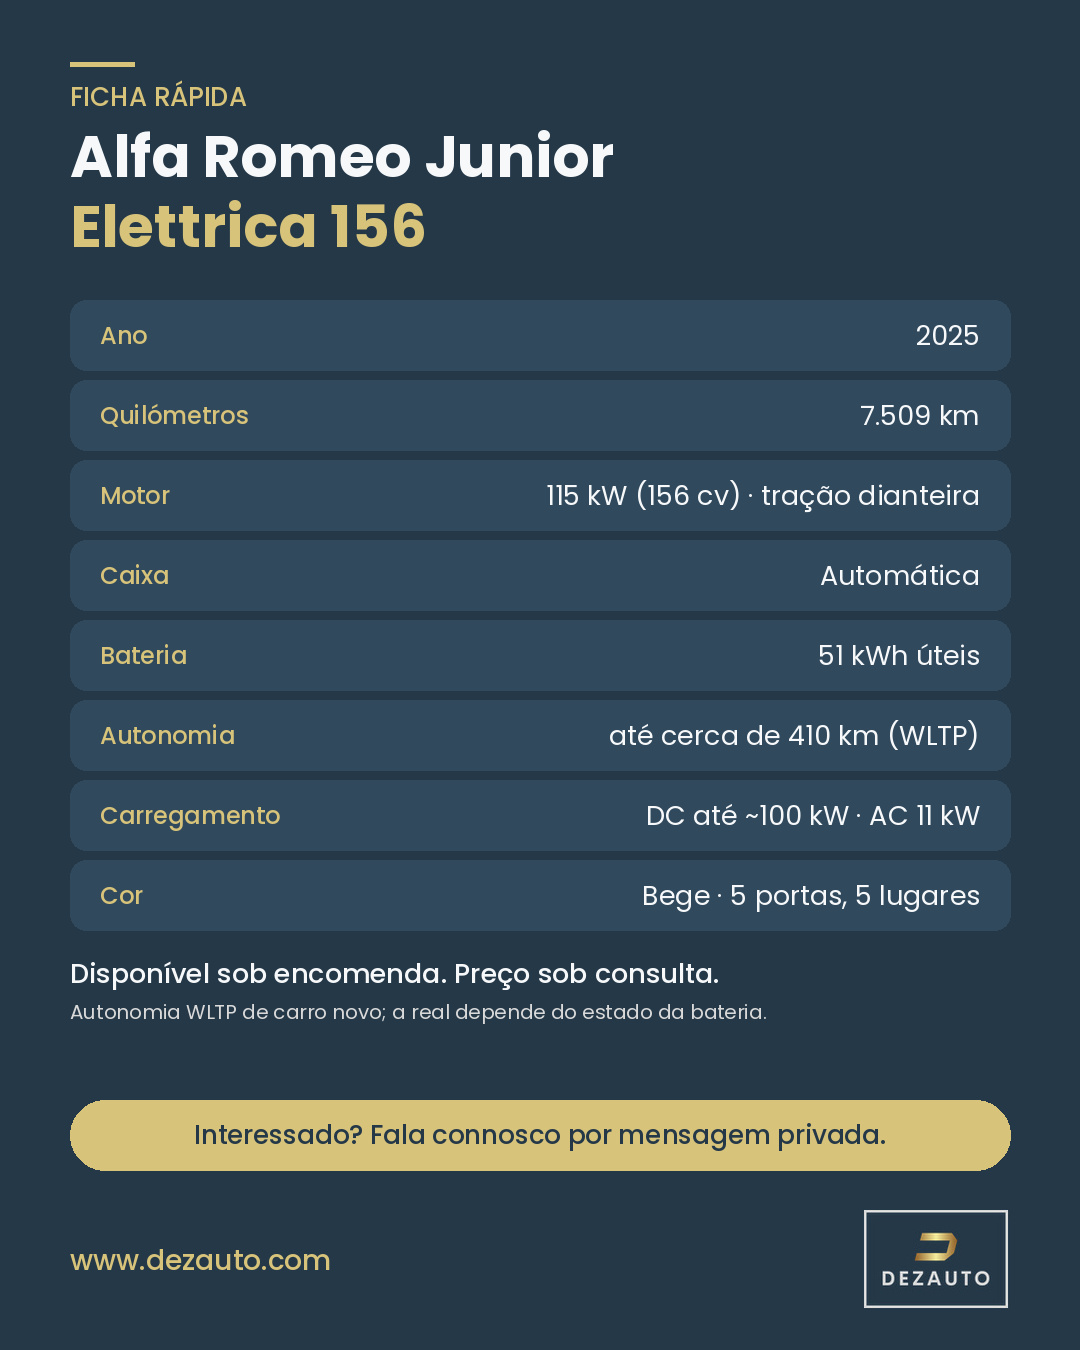 FICHA RÁPIDA
Alfa Romeo Junior
Elettrica 156
Ano 2025
Quilómetros 7.509 km
Motor 115 kW (156 cv) · tração dianteira
Caixa Automática
Bateria 51 kWh úteis
Autonomia até cerca de 410 km (WLTP)
Carregamento DC até ~100 kW · AC 11 kW
Cor Bege · 5 portas, 5 lugares
Disponível sob encomenda. Preço sob consulta.
Autonomia WLTP de carro novo; a real depende do estado da bateria.
Interessado? Fala connosco por mensagem privada.
www.dezauto.com
DEZAUTO